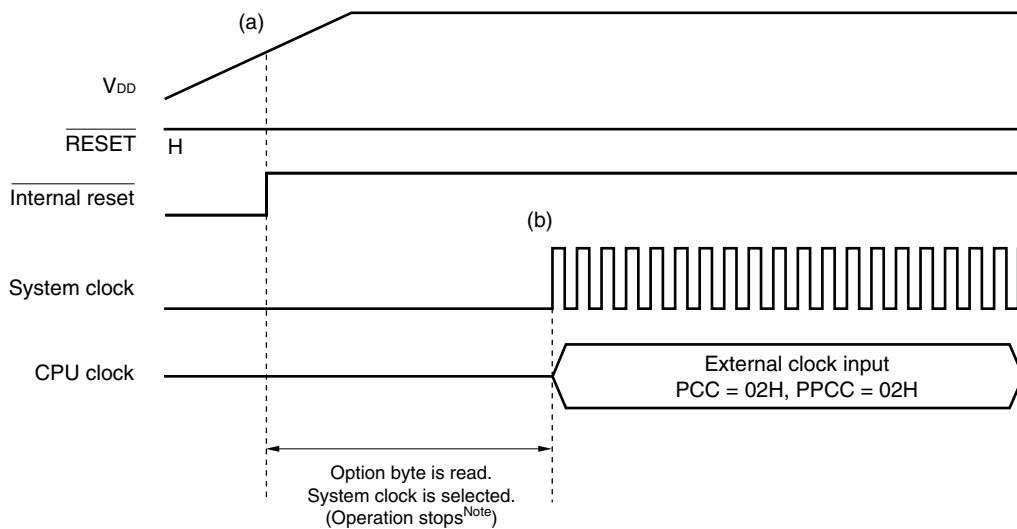 (a)
VDD
RESET
H
Internal reset
(b)
System clock
CPU clock
External clock input
PCC = 02H, PPCC = 02H
Option byte is read.
System clock is selected.
(Operation stopsNote)